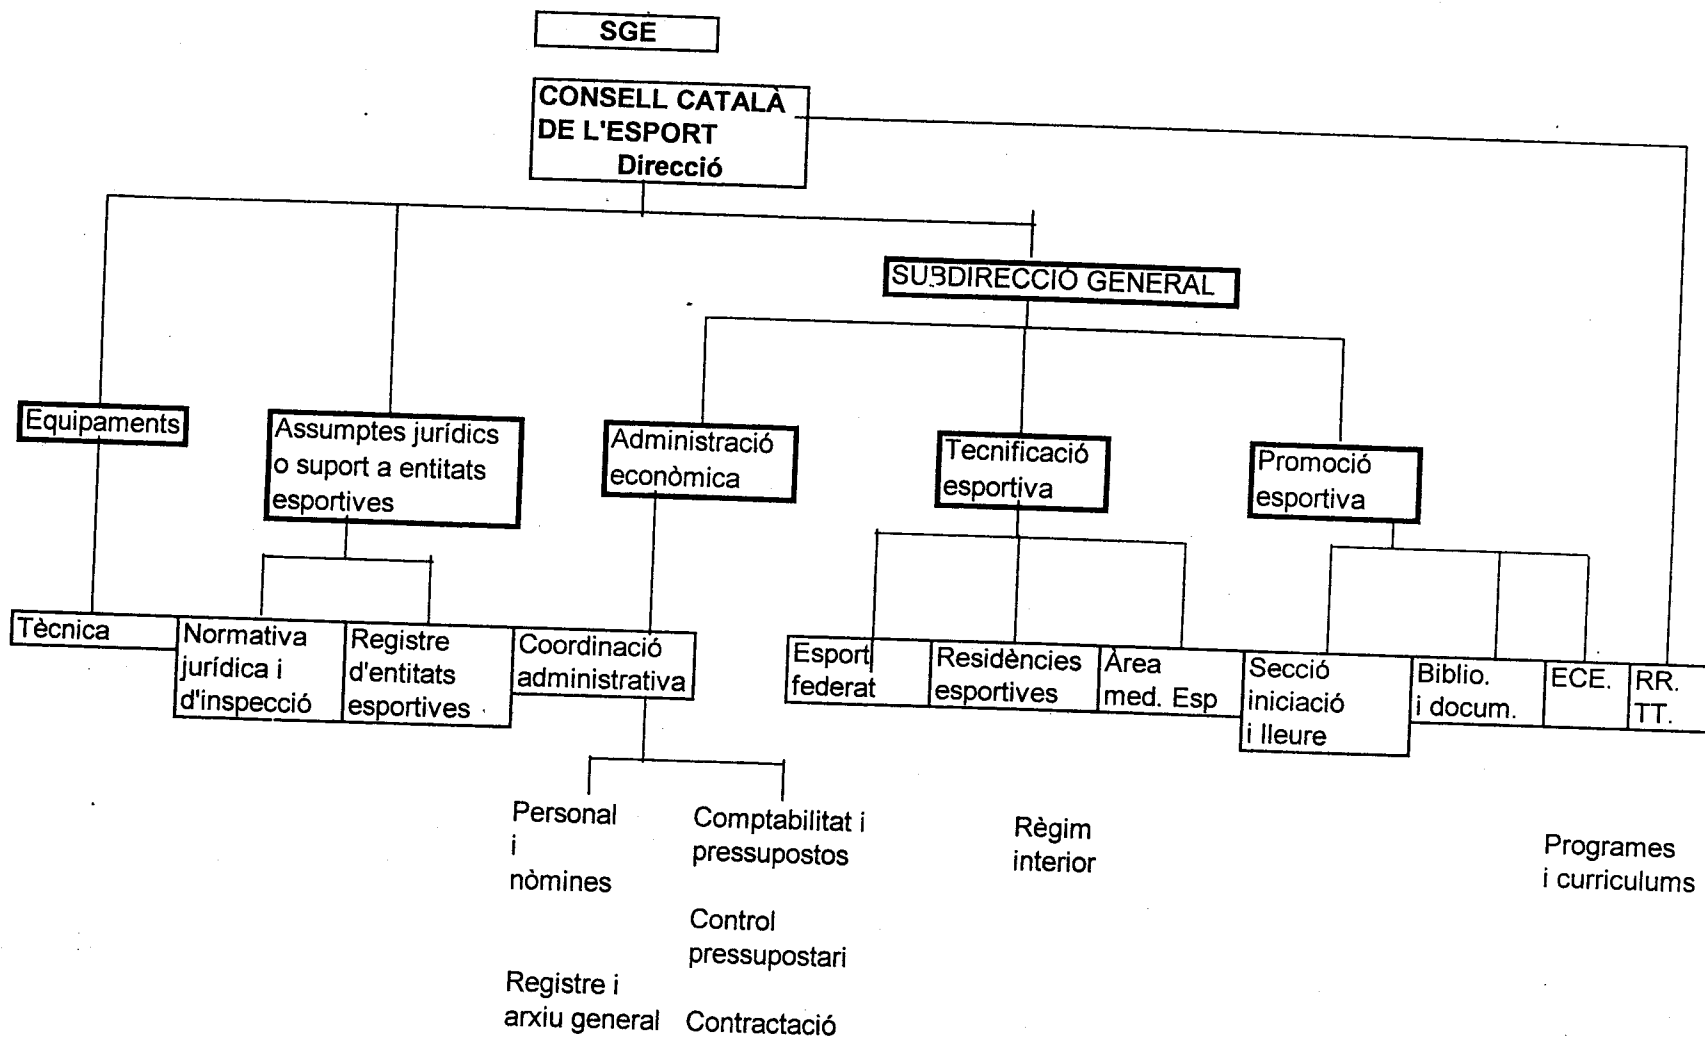 SGE
CONSELL CATALÀ
DE L'ESPORT
Direcció
SUBDIRECCIÓ GENERAL
Equipaments
Assumptes jurídics
o suport a entitats
esportives
Administració
econòmica
Tecnificació
esportiva
Promoció
esportiva
Tècnica
Normativa
jurídica i
d'inspecció
Registre
d'entitats
esportives
Coordinació
administrativa
Esport
federat
Residències
esportives
Àrea
med. Esp
Secció
iniciació
i lleure
Biblio.
i docum.
ECE.
RR.
TT.
Personal
i
nòmines
Comptabilitat i
pressupostos
Règim
interior
Programes
i curriculums
Control
pressupostari
Registre i
arxiu general
Contractació